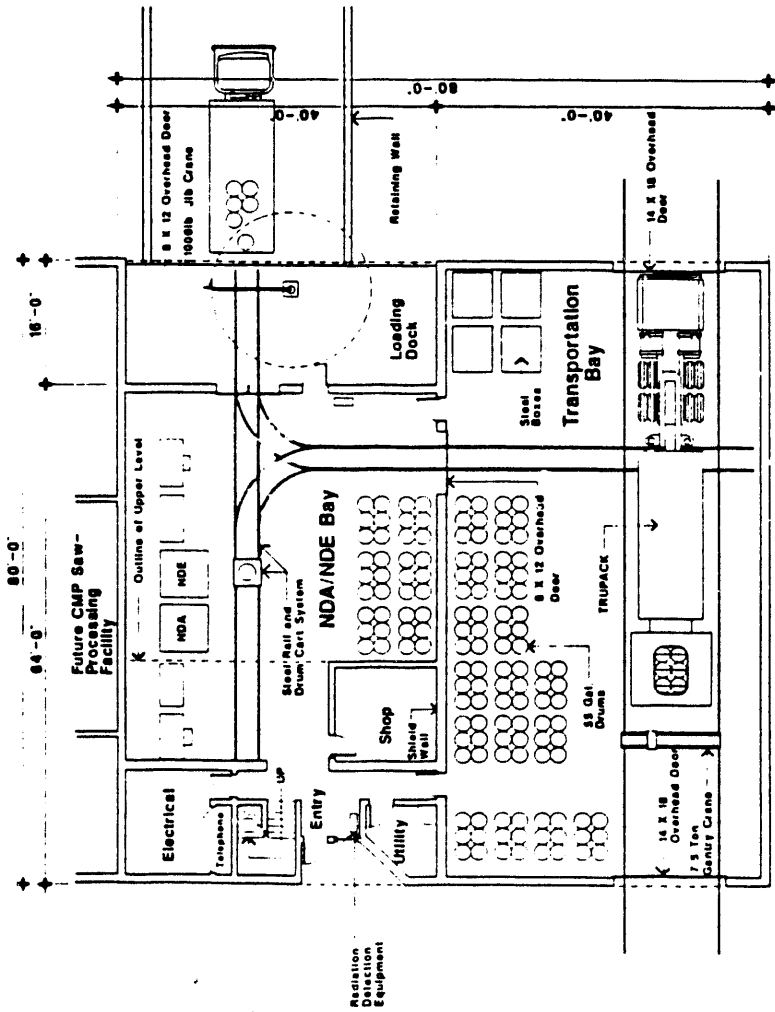 80'-0"
64'-0"
16'-0"
Future CMP Saw-
Processing
Facility
Outline of Upper Level
8 X 12 Overhead Door
1000lb Jib Crane
40'-0"
80'-0"
40'-0"
Electrical
Telephone
UP
NDA
NDE
Steel Rail and
Drum Cart System
NDA/NDE Bay
Loading
Dock
Retaining Wall
Entry
Shop
Shield
Wall
Utility
Radiation
Detection
Equipment
8 X 12 Overhead
Door
55 Gal
Drums
Steel
Boxes
Transportation
Bay
TRUPACK
14 X 18 Overhead
Door
14 X 18
Overhead Door
7.5 Ton
Gantry Crane